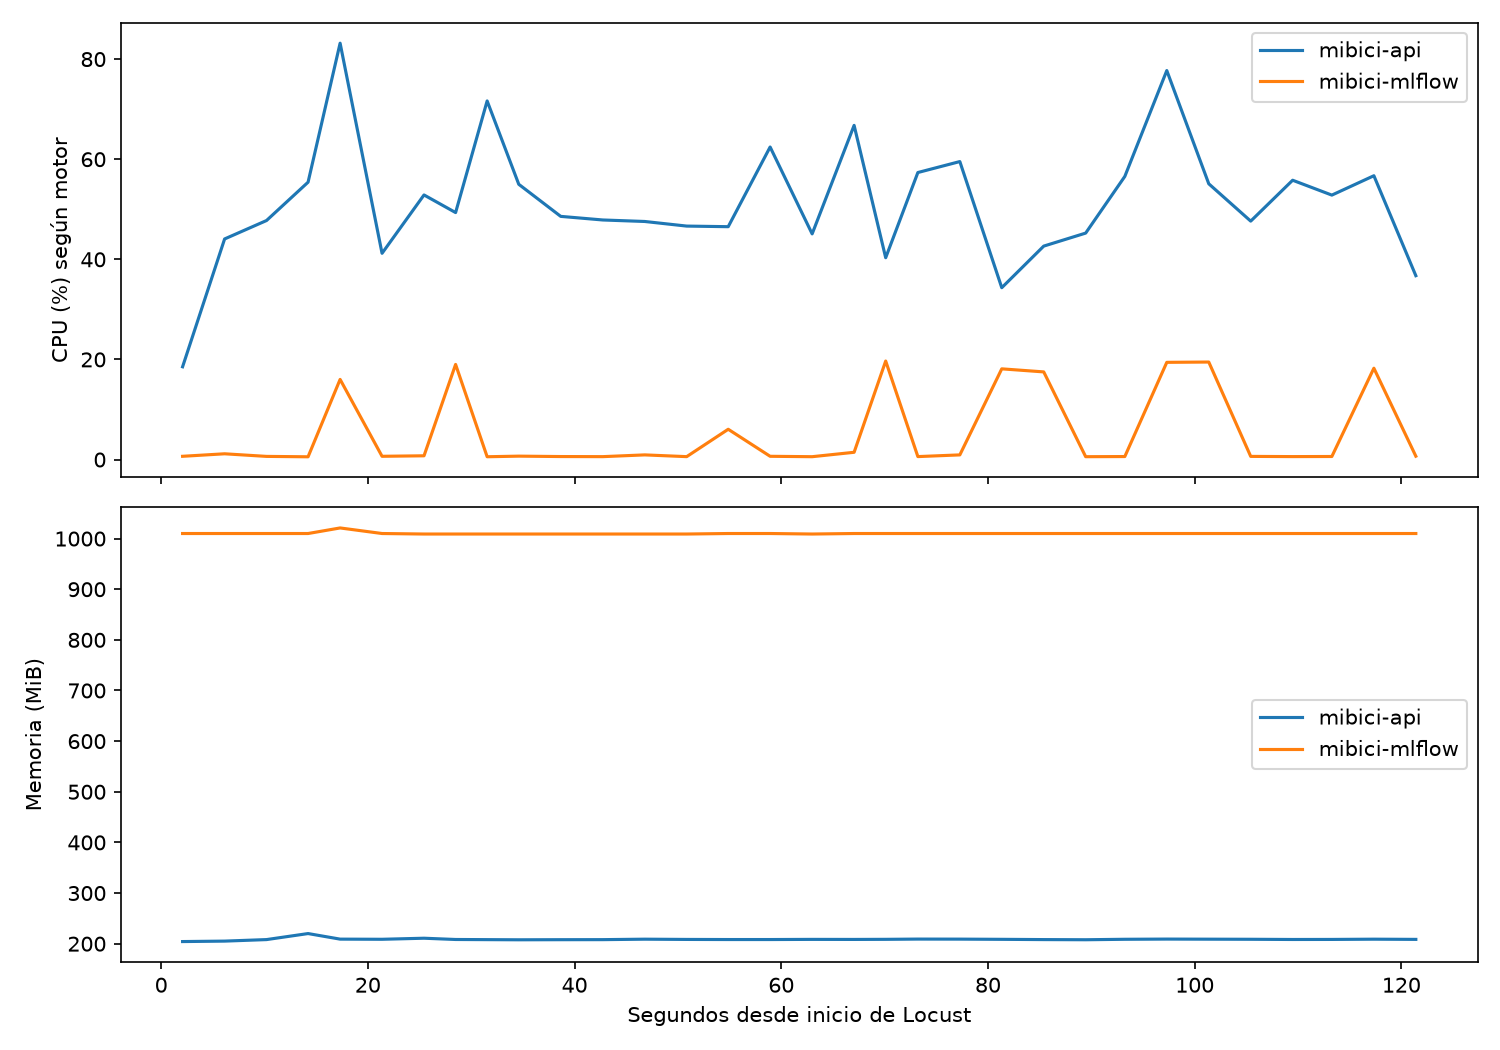 CPU (%) según motor
80
60
40
20
0
mibici-api
mibici-mlflow
Memoria (MiB)
1000
900
800
700
600
500
400
300
200
mibici-api
mibici-mlflow
0 20 40 60 80 100 120
Segundos desde inicio de Locust